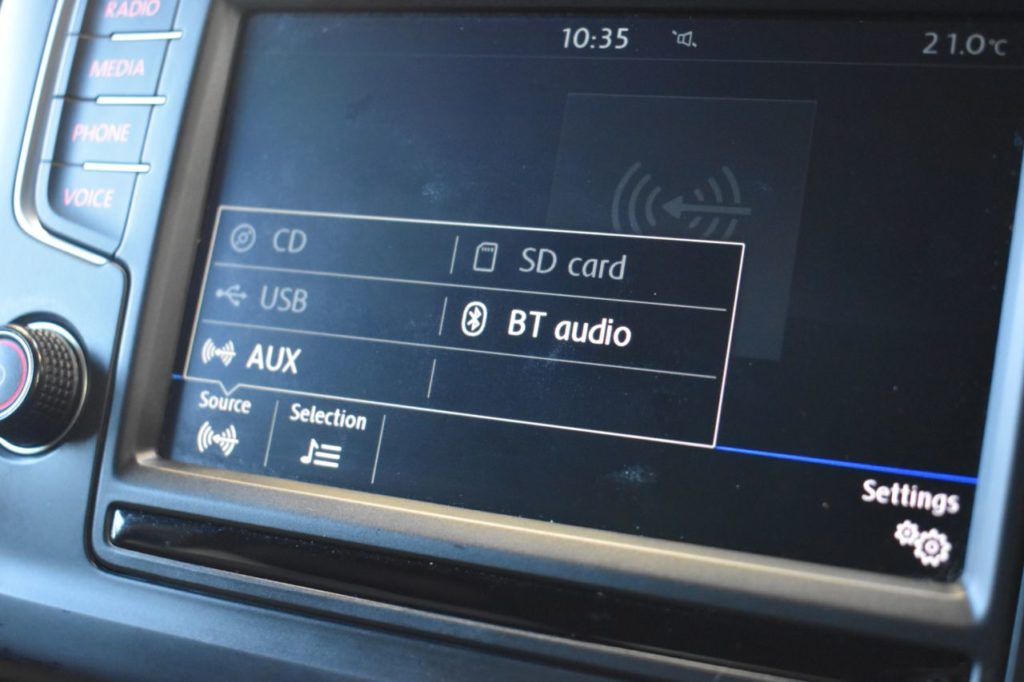 RADIO
MEDIA
PHONE
VOICE
10:35
21.0°C
CD
SD card
USB
BT audio
AUX
Source
Selection
Settings